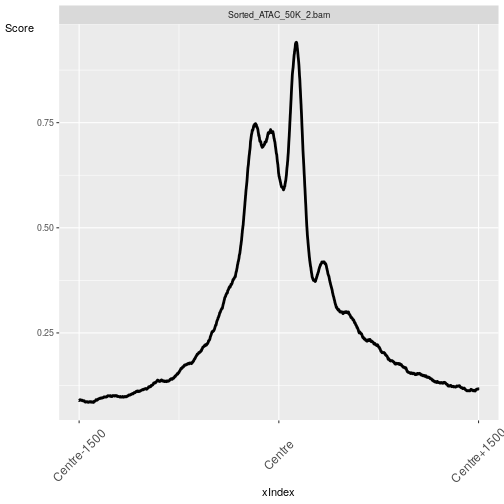 Sorted_ATAC_50K_2.bam
Score
0.75
0.50
0.25
Centre-1500
Centre
Centre+1500
xIndex